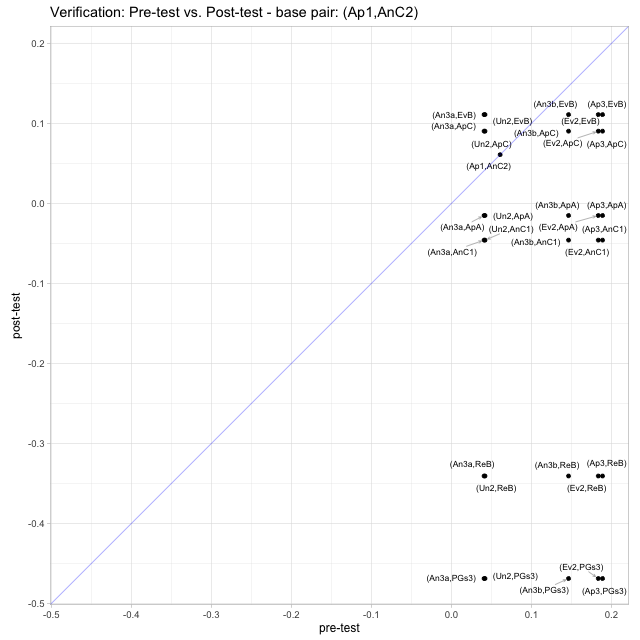 Verification: Pre-test vs. Post-test - base pair: (Ap1,AnC2)
0.2
(An3b,EvB) (Ap3,EvB)
(An3a,EvB)
(Un2,EvB) (Ev2,EvB)
0.1
(An3a,ApC)
(An3b,ApC)
(Un2,ApC) (Ev2,ApC) (Ap3,ApC)
(Ap1,AnC2)
0.0
(An3b,ApA) (Ap3,ApA)
(Un2,ApA)
(An3a,ApA) (Un2,AnC1) (Ev2,ApA) (Ap3,AnC1)
(An3b,AnC1)
(An3a,AnC1) (Ev2,AnC1)
-0.1
post-test
-0.2
-0.3
(An3a,ReB) (An3b,ReB) (Ap3,ReB)
(Un2,ReB) (Ev2,ReB)
-0.4
(Ev2,PGs3)
(An3a,PGs3) (Un2,PGs3)
(An3b,PGs3) (Ap3,PGs3)
-0.5
-0.5 -0.4 -0.3 -0.2 -0.1 0.0 0.1 0.2
pre-test